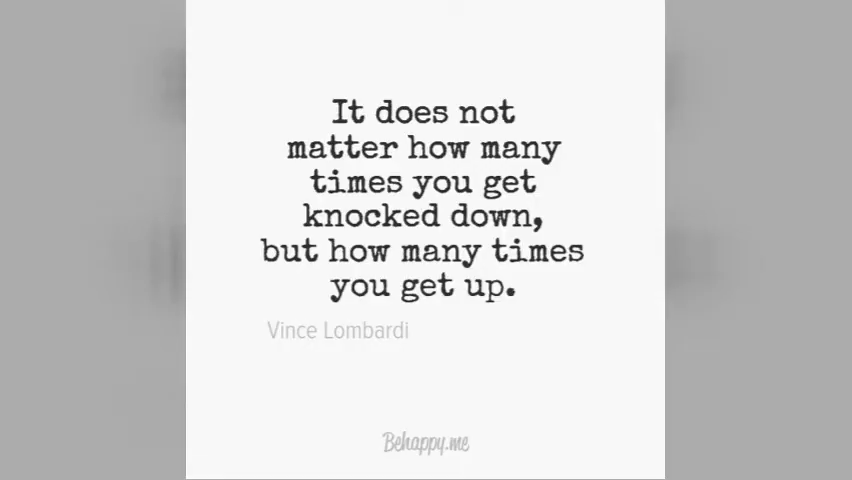 It does not
matter how many
times you get
knocked down,
but how many times
you get up.
Vince Lombardi
Behappy.me